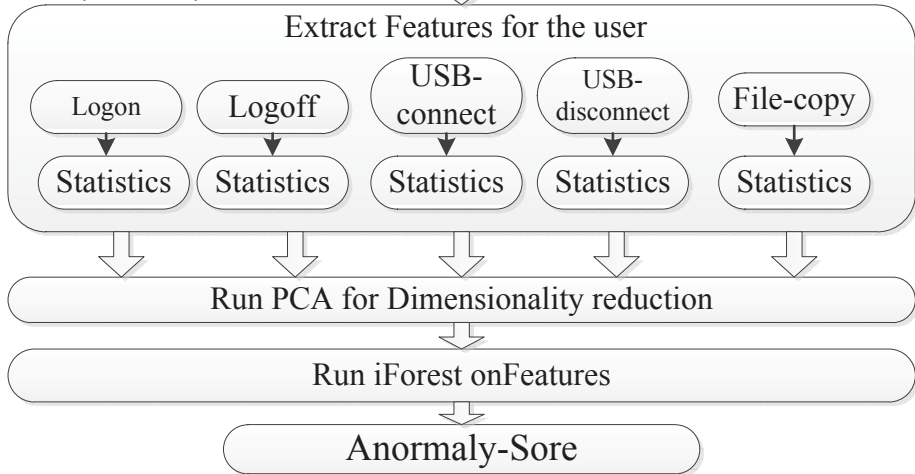 Extract Features for the user
Logon
Logoff
USB-
connect
USB-
disconnect
File-copy
Statistics
Statistics
Statistics
Statistics
Statistics
Run PCA for Dimensionality reduction
Run iForest onFeatures
Anormaly-Sore